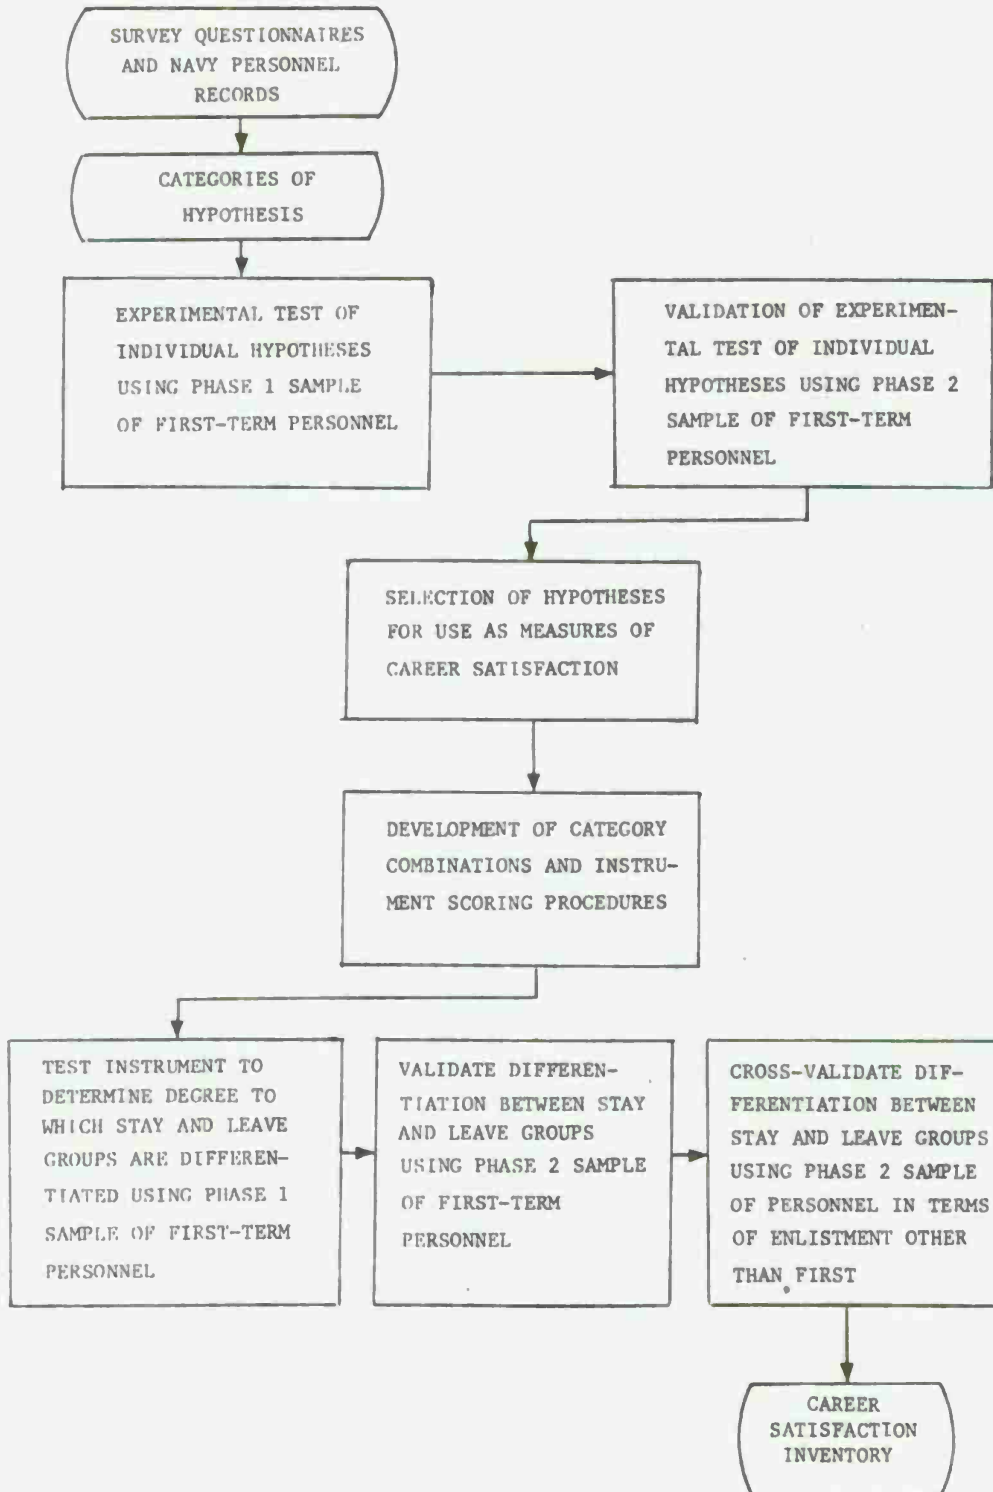 SURVEY QUESTIONNAIRES
AND NAVY PERSONNEL
RECORDS
CATEGORIES OF
HYPOTHESIS
EXPERIMENTAL TEST OF
INDIVIDUAL HYPOTHESES
USING PHASE 1 SAMPLE
OF FIRST-TERM PERSONNEL
VALIDATION OF EXPERIMEN-
TAL TEST OF INDIVIDUAL
HYPOTHESES USING PHASE 2
SAMPLE OF FIRST-TERM
PERSONNEL
SELECTION OF HYPOTHESES
FOR USE AS MEASURES OF
CAREER SATISFACTION
DEVELOPMENT OF CATEGORY
COMBINATIONS AND INSTRU-
MENT SCORING PROCEDURES
TEST INSTRUMENT TO
DETERMINE DEGREE TO
WHICH STAY AND LEAVE
GROUPS ARE DIFFEREN-
TIATED USING PHASE 1
SAMPLE OF FIRST-TERM
PERSONNEL
VALIDATE DIFFEREN-
TIATION BETWEEN STAY
AND LEAVE GROUPS
USING PHASE 2 SAMPLE
OF FIRST-TERM
PERSONNEL
CROSS-VALIDATE DIF-
FERENTIATION BETWEEN
STAY AND LEAVE GROUPS
USING PHASE 2 SAMPLE
OF PERSONNEL IN TERMS
OF ENLISTMENT OTHER
THAN FIRST
CAREER
SATISFACTION
INVENTORY